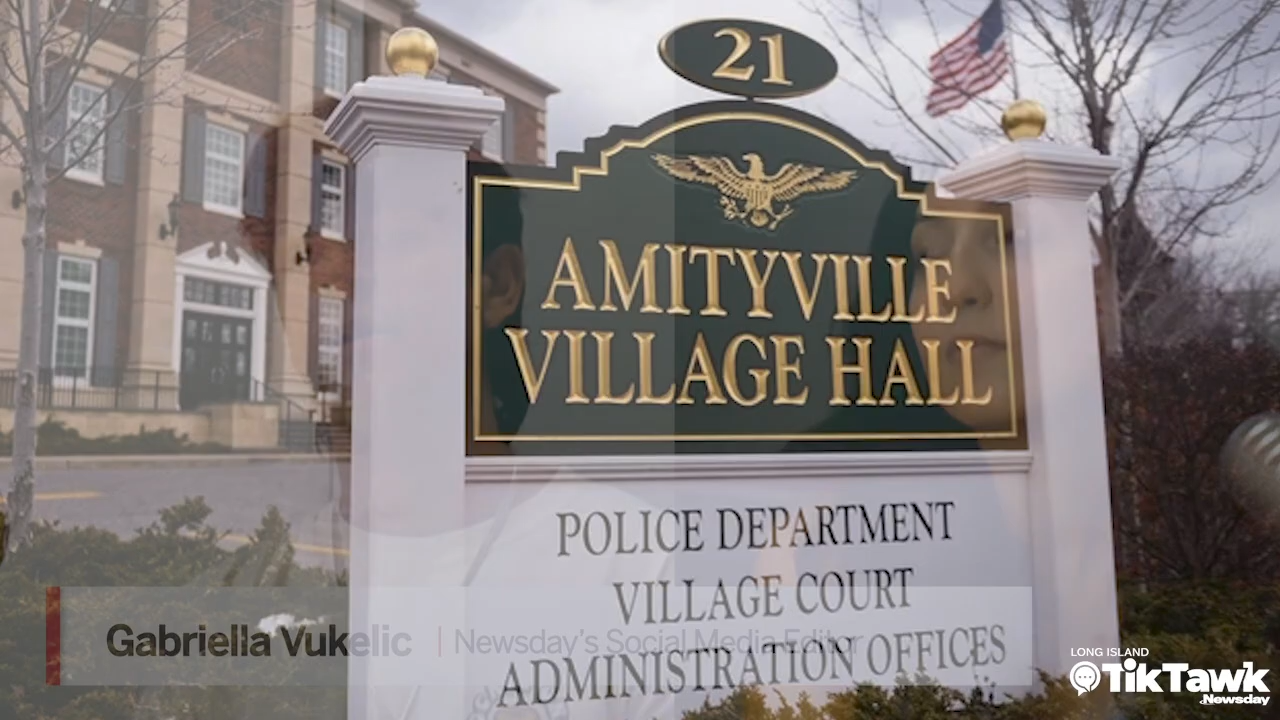 21
AMITYVILLE
VILLAGE HALL
POLICE DEPARTMENT
VILLAGE COURT
ADMINISTRATION OFFICES
Gabriella Vukelic | Newsday's Social Media Editor
LONG ISLAND
TikTawk
Newsday